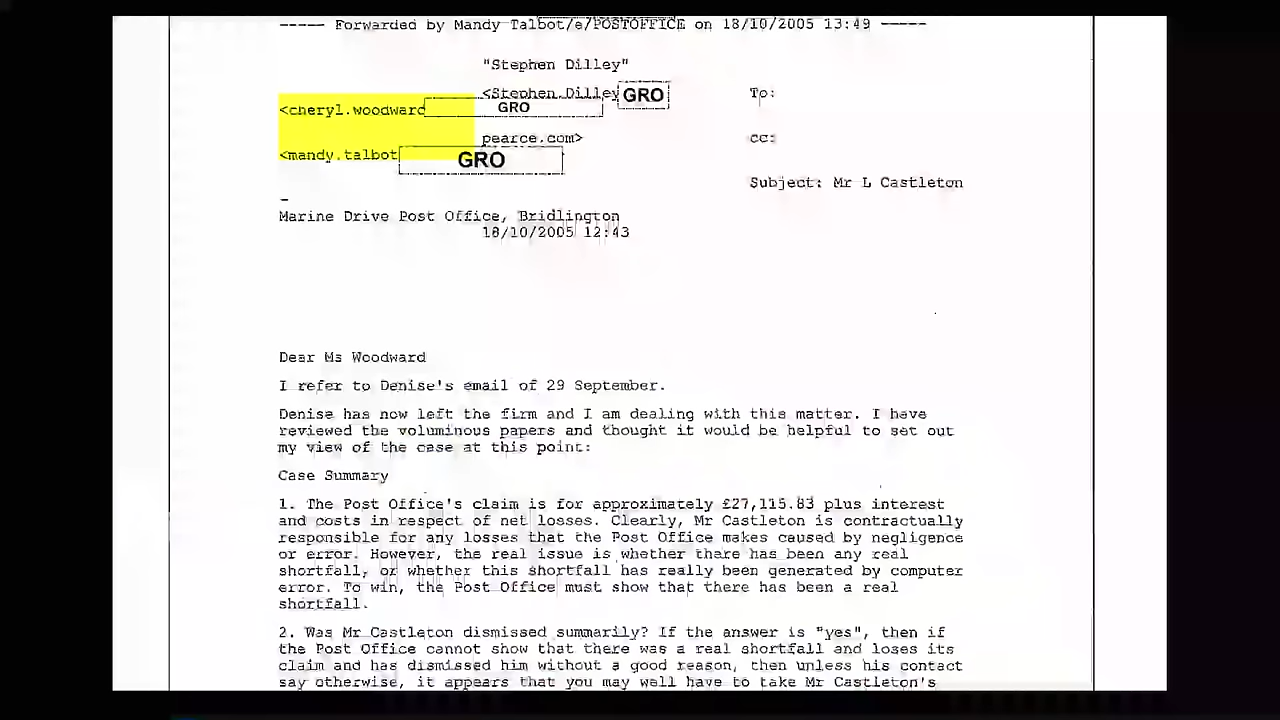 ----- Forwarded by Mandy Talbot/e/POSTOFFICE on 18/10/2005 13:49 -----
"Stephen Dilley"
<Stephen.Dilley GRO To:
<cheryl.woodward GRO
pearce.com> cc:
<mandy.talbot GRO
Subject: Mr L Castleton
-
Marine Drive Post Office, Bridlington
18/10/2005 12:43
Dear Ms Woodward
I refer to Denise's email of 29 September.
Denise has now left the firm and I am dealing with this matter. I have
reviewed the voluminous papers and thought it would be helpful to set out
my view of the case at this point:
Case Summary
1. The Post Office's claim is for approximately £27,115.83 plus interest
and costs in respect of net losses. Clearly, Mr Castleton is contractually
responsible for any losses that the Post Office makes caused by negligence
or error. However, the real issue is whether there has been any real
shortfall, or whether this shortfall has really been generated by computer
error. To win, the Post Office must show that there has been a real
shortfall.
2. Was Mr Castleton dismissed summarily? If the answer is "yes", then if
the Post Office cannot show that there was a real shortfall and loses its
claim and has dismissed him without a good reason, then unless his contact
say otherwise, it appears that you may well have to take Mr Castleton's